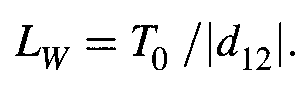 L_W = T_0 /|d_{12}|.